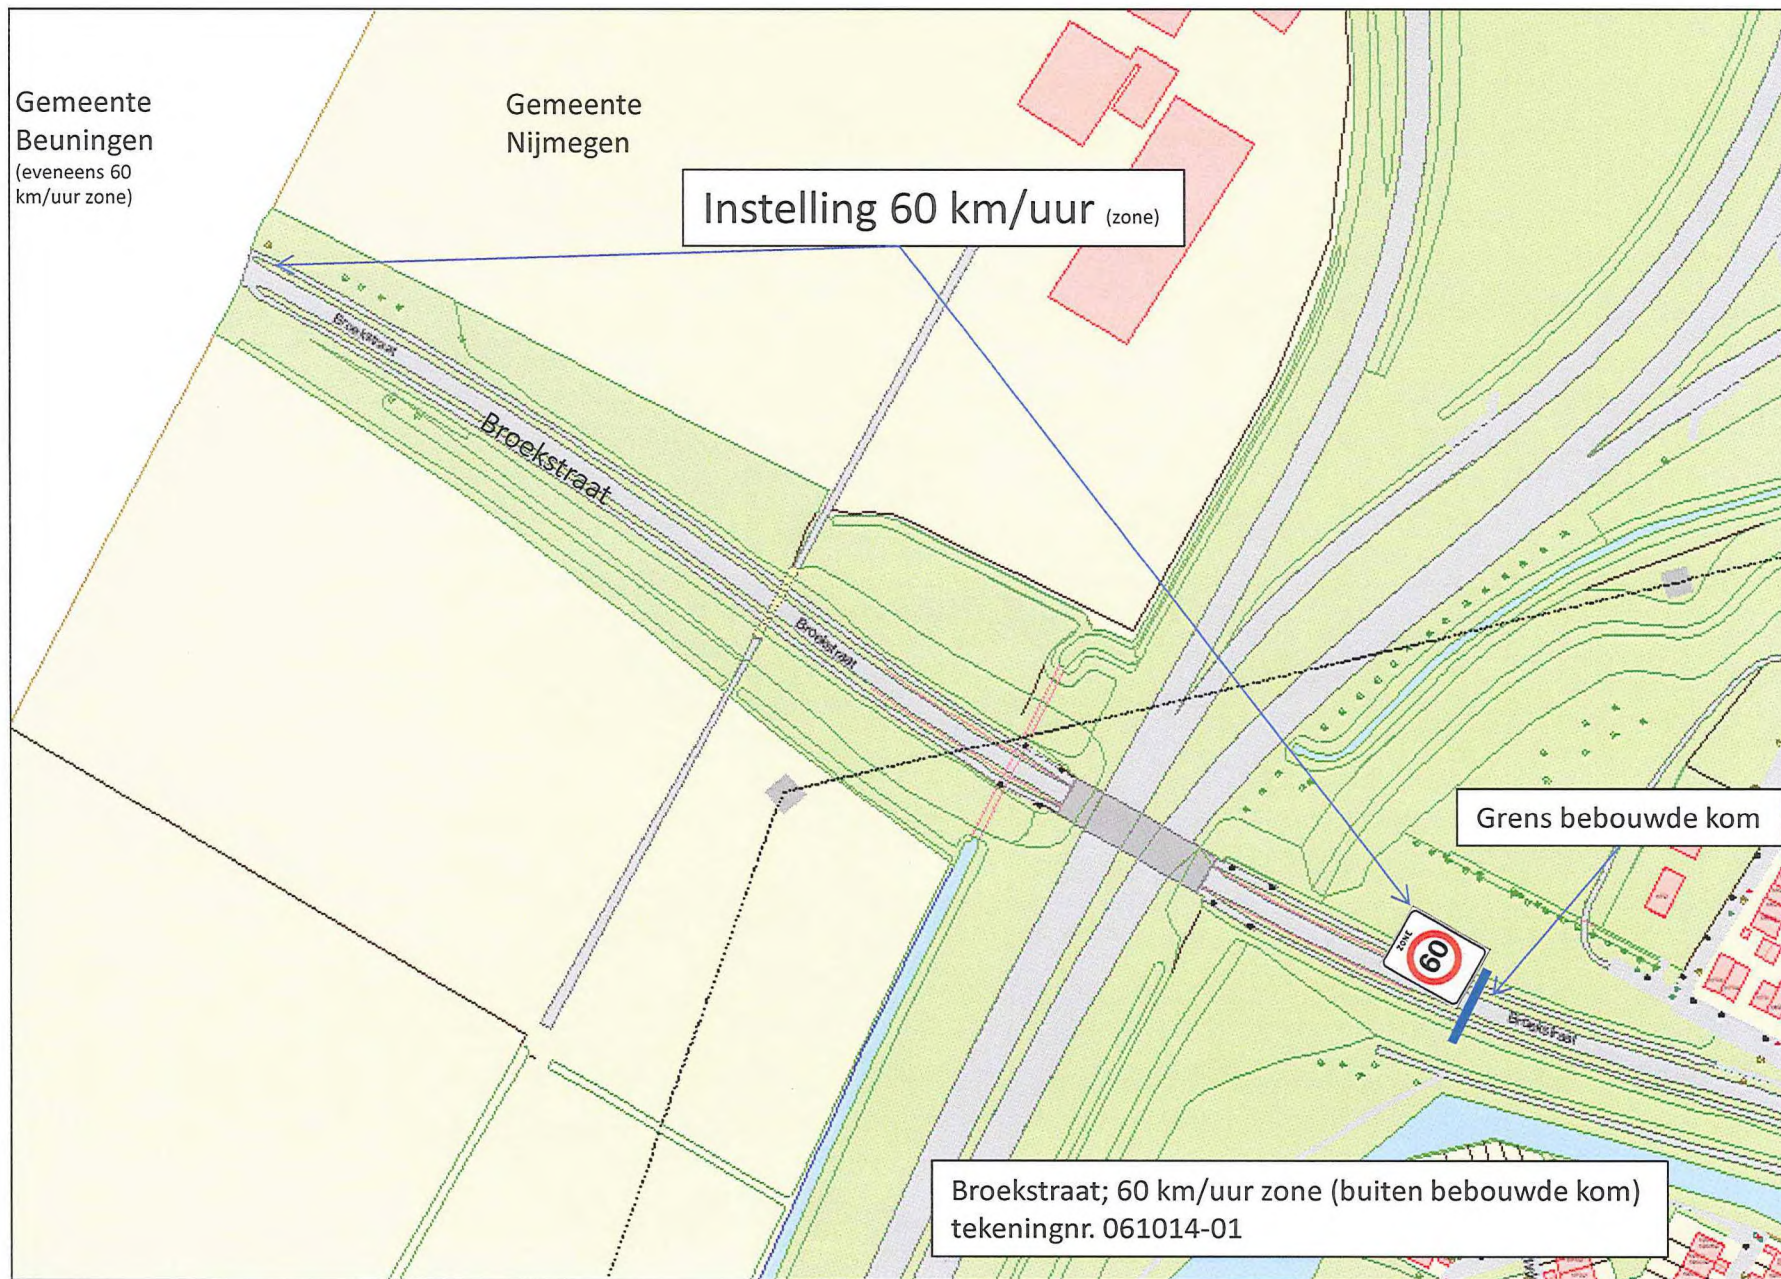 Gemeente
Beuningen
(eveneens 60
km/uur zone)
Gemeente
Nijmegen
Instelling 60 km/uur (zone)
Broekstraat
Broekstraat
Broekstraat
Grens bebouwde kom
ZONE
60
Broekstraat
Broekstraat; 60 km/uur zone (buiten bebouwde kom)
tekeningnr. 061014-01